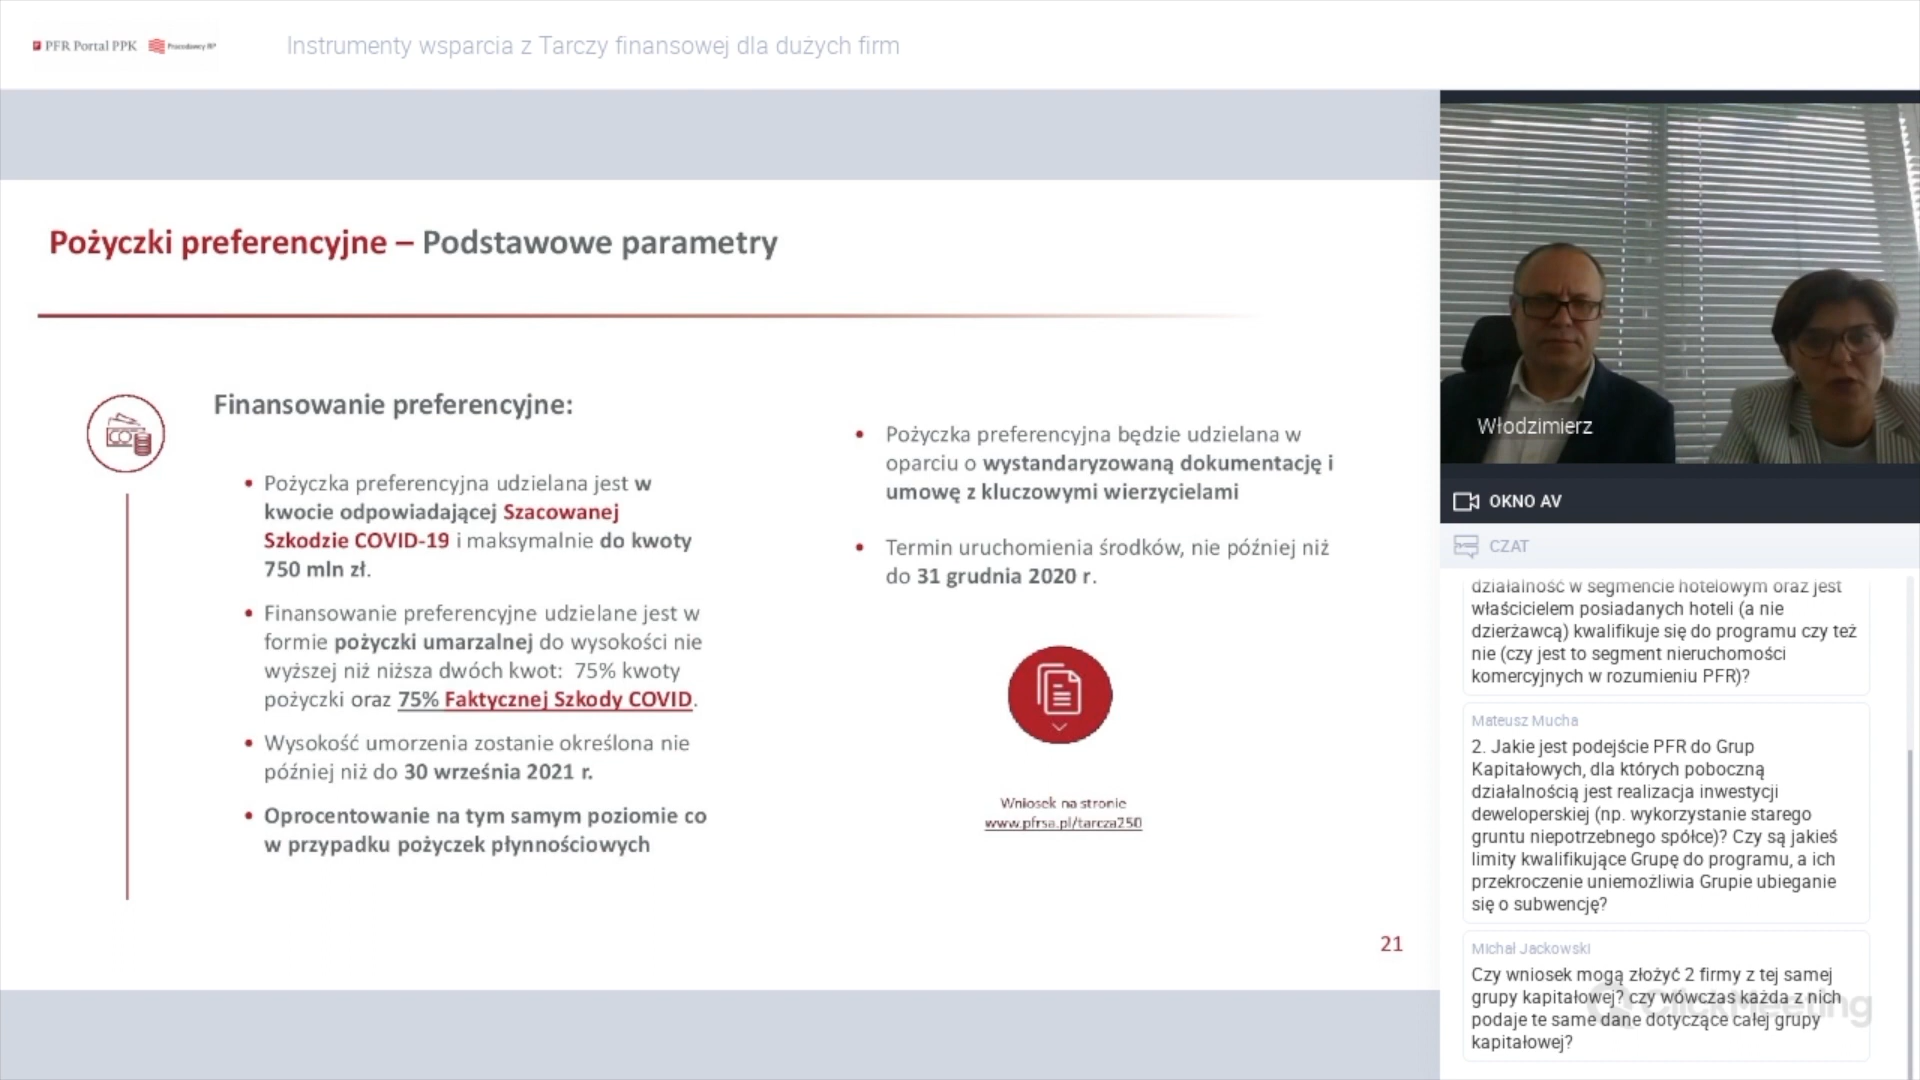 PFR Portal PPK
Pracodawcy RP
Instrumenty wsparcia z Tarczy finansowej dla dużych firm
Pożyczki preferencyjne – Podstawowe parametry
Finansowanie preferencyjne:
• Pożyczka preferencyjna udzielana jest w
kwocie odpowiadającej Szacowanej
Szkodzie COVID-19 i maksymalnie do kwoty
750 mln zł.
• Finansowanie preferencyjne udzielane jest w
formie pożyczki umarzalnej do wysokości nie
wyższej niż niższa dwóch kwot: 75% kwoty
pożyczki oraz 75% Faktycznej Szkody COVID.
• Wysokość umorzenia zostanie określona nie
później niż do 30 września 2021 r.
• Oprocentowanie na tym samym poziomie co
w przypadku pożyczek płynnościowych
• Pożyczka preferencyjna będzie udzielana w
oparciu o wystandaryzowaną dokumentację i
umowę z kluczowymi wierzycielami
• Termin uruchomienia środków, nie później niż
do 31 grudnia 2020 r.
Wniosek na stronie
www.pfrsa.pl/tarcza250
21
Włodzimierz
OKNO AV
CZAT
działalność w segmencie hotelowym oraz jest
właścicielem posiadanych hoteli (a nie
dzierżawcą) kwalifikuje się do programu czy też
nie (czy jest to segment nieruchomości
komercyjnych w rozumieniu PFR)?
Mateusz Mucha
2. Jakie jest podejście PFR do Grup
Kapitałowych, dla których poboczną
działalnością jest realizacja inwestycji
deweloperskiej (np. wykorzystanie starego
gruntu niepotrzebnego spółce)? Czy są jakieś
limity kwalifikujące Grupę do programu, a ich
przekroczenie uniemożliwia Grupie ubieganie
się o subwencję?
Michał Jackowski
Czy wniosek mogą złożyć 2 firmy z tej samej
grupy kapitałowej? czy wówczas każda z nich
podaje te same dane dotyczące całej grupy
kapitałowej?
ClickMeeting